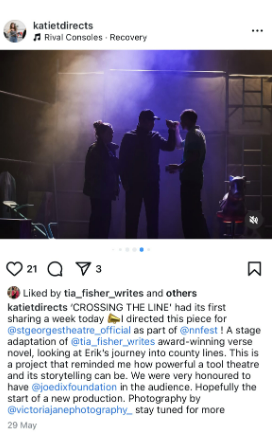 katietdirects
Rival Consoles · Recovery
21
3
Liked by tia_fisher_writes and others
katietdirects 'CROSSING THE LINE' had its first
sharing a week today I directed this piece for
@stgeorgestheatre_official as part of @nnfest ! A stage
adaptation of @tia_fisher_writes award-winning verse
novel, looking at Erik's journey into county lines. This is
a project that reminded me how powerful a tool theatre
and its storytelling can be. We were very honoured to
have @joedixfoundation in the audience. Hopefully the
start of a new production. Photography by
@victoriajanephotography_ stay tuned for more
29 May